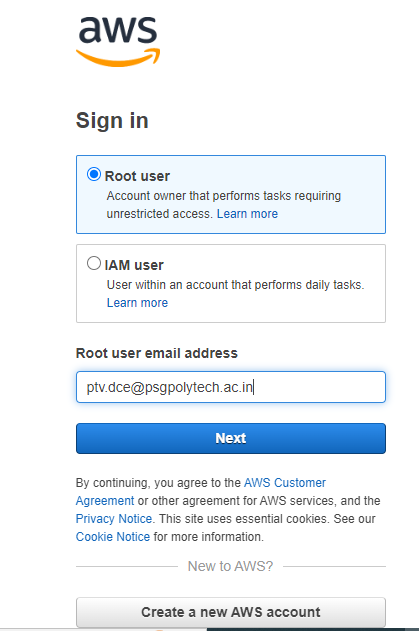 aws
Sign in
Root user
Account owner that performs tasks requiring
unrestricted access. Learn more
IAM user
User within an account that performs daily tasks.
Learn more
Root user email address
ptv.dce@psgpolytech.ac.in
Next
By continuing, you agree to the AWS Customer
Agreement or other agreement for AWS services, and the
Privacy Notice. This site uses essential cookies. See our
Cookie Notice for more information.
New to AWS?
Create a new AWS account